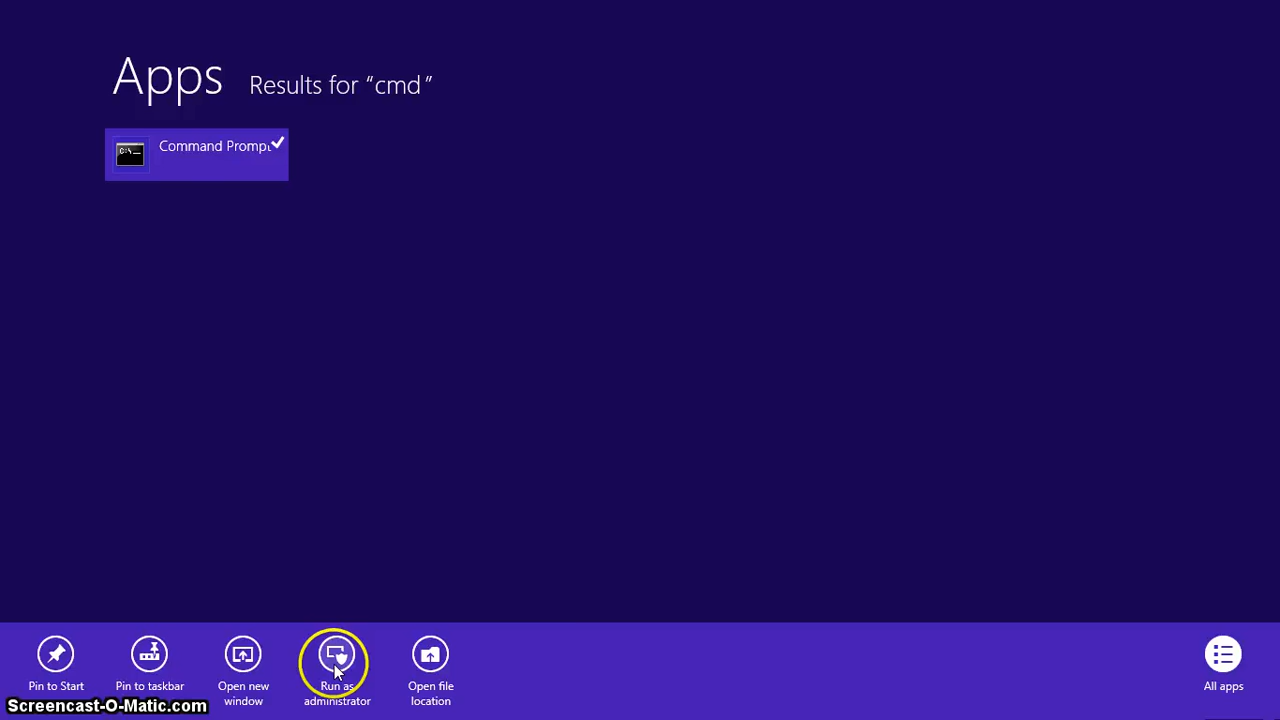 Apps Results for “cmd”
C:\_
Command Prompt
Pin to Start
Pin to taskbar
Open new
window
Run as
administrator
Open file
location
All apps
Screencast-O-Matic.com